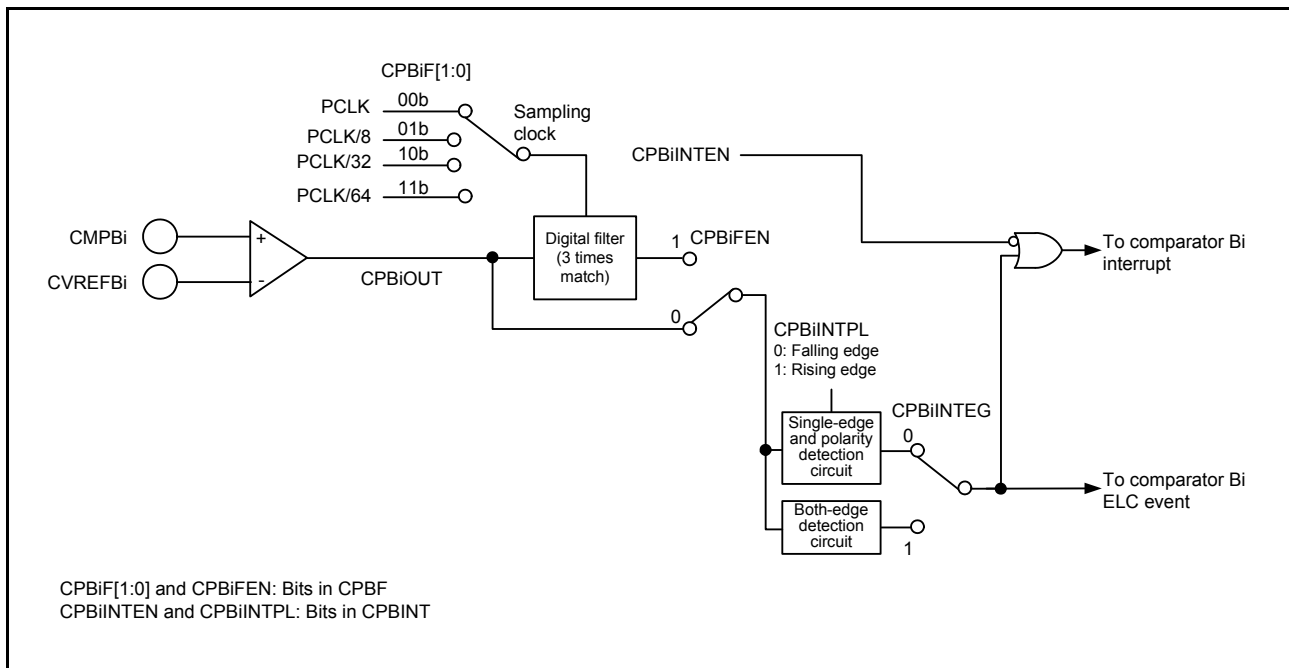 CPBiF[1:0]
PCLK
00b
PCLK/8
01b
PCLK/32
10b
PCLK/64
11b
Sampling
clock
CPBiINTEN
CMPBi
+
CVREFBi
-
CPBiOUT
Digital filter
(3 times
match)
1
CPBiFEN
0
To comparator Bi
interrupt
CPBiINTPL
0: Falling edge
1: Rising edge
Single-edge
and polarity
detection
circuit
CPBiINTEG
0
Both-edge
detection
circuit
1
To comparator Bi
ELC event
CPBiF[1:0] and CPBiFEN: Bits in CPBF
CPBiINTEN and CPBiINTPL: Bits in CPBINT